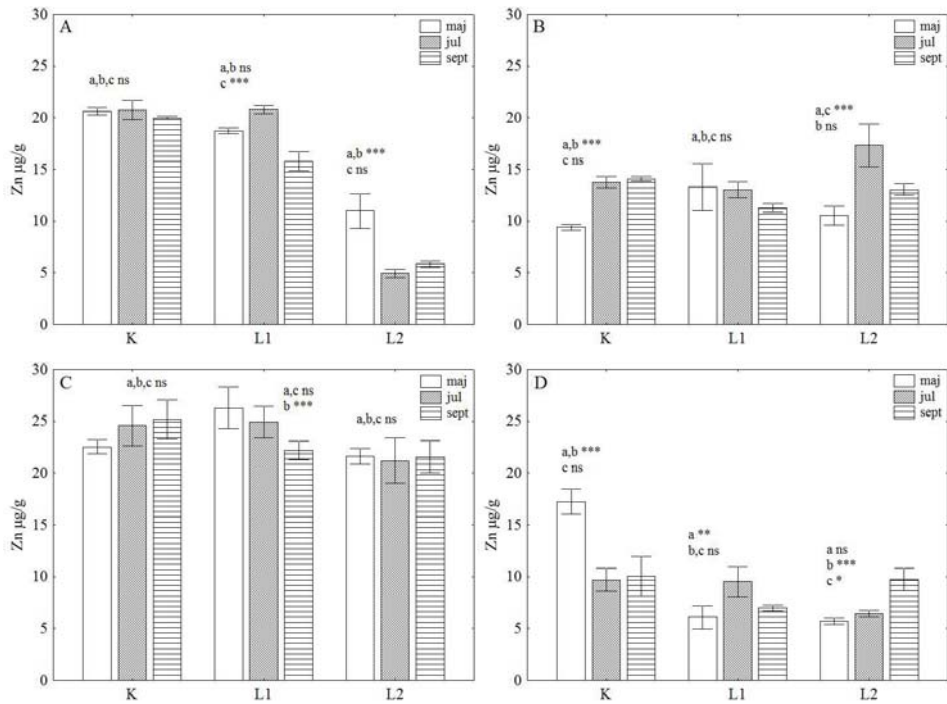 A
maj
jul
sept
a,b,c ns
a,b ns
c ***
a,b ***
c ns
Zn µg/g
30
25
20
15
10
5
0
K
L1
L2
B
maj
jul
sept
a,b ***
c ns
a,b,c ns
a,c ***
b ns
Zn µg/g
30
25
20
15
10
5
0
K
L1
L2
C
maj
jul
sept
a,b,c ns
a,c ns
b ***
a,b,c ns
Zn µg/g
30
25
20
15
10
5
0
K
L1
L2
D
maj
jul
sept
a,b ***
c ns
a **
b,c ns
a ns
b ***
c *
Zn µg/g
30
25
20
15
10
5
0
K
L1
L2